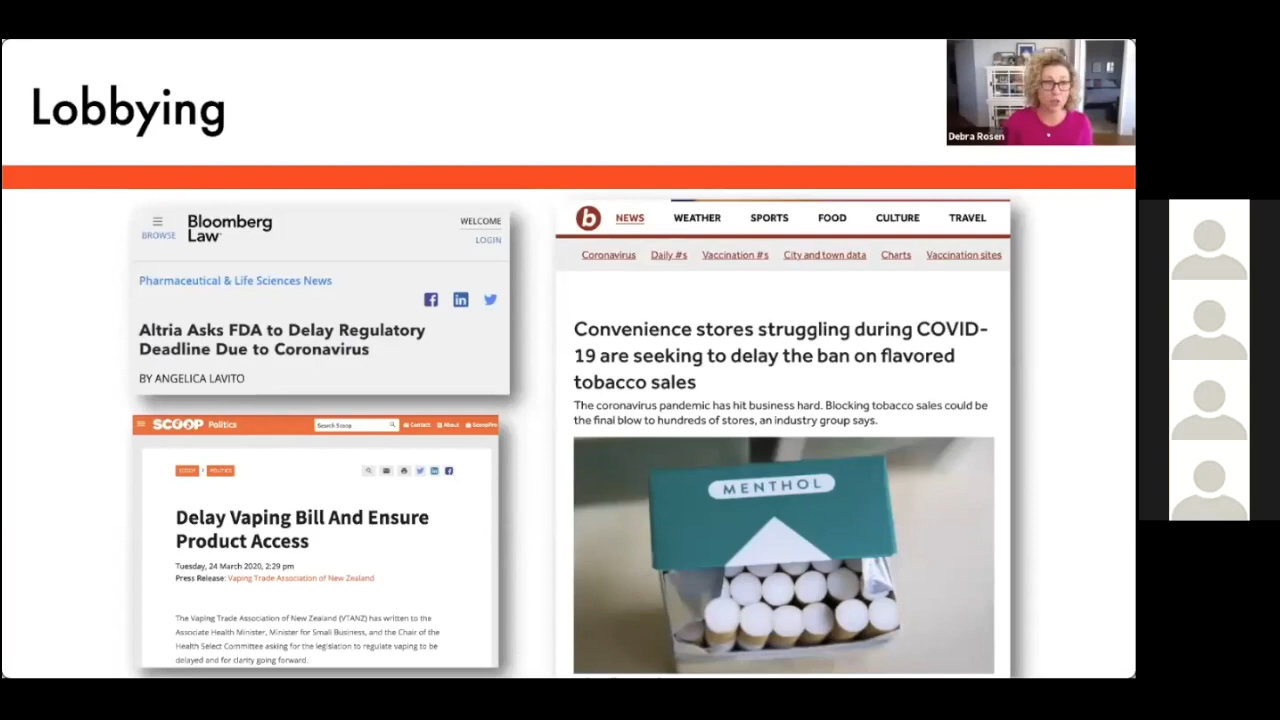 Lobbying
Debra Rosen
BROWSE
Bloomberg
Law
WELCOME
LOGIN
Pharmaceutical & Life Sciences News
Altria Asks FDA to Delay Regulatory
Deadline Due to Coronavirus
BY ANGELICA LAVITO
SCOOP Politics
Search Scoop
Contact About ScoopPro
SCOOP POLITICS
Delay Vaping Bill And Ensure
Product Access
Tuesday, 24 March 2020, 2:29 pm
Press Release: Vaping Trade Association of New Zealand
The Vaping Trade Association of New Zealand (VTANZ) has written to the
Associate Health Minister, Minister for Small Business, and the Chair of the
Health Select Committee asking for the legislation to regulate vaping to be
delayed and for clarity going forward.
b NEWS WEATHER SPORTS FOOD CULTURE TRAVEL
Coronavirus Daily #s Vaccination #s City and town data Charts Vaccination sites
Convenience stores struggling during COVID-
19 are seeking to delay the ban on flavored
tobacco sales
The coronavirus pandemic has hit business hard. Blocking tobacco sales could be
the final blow to hundreds of stores, an industry group says.
MENTHOL